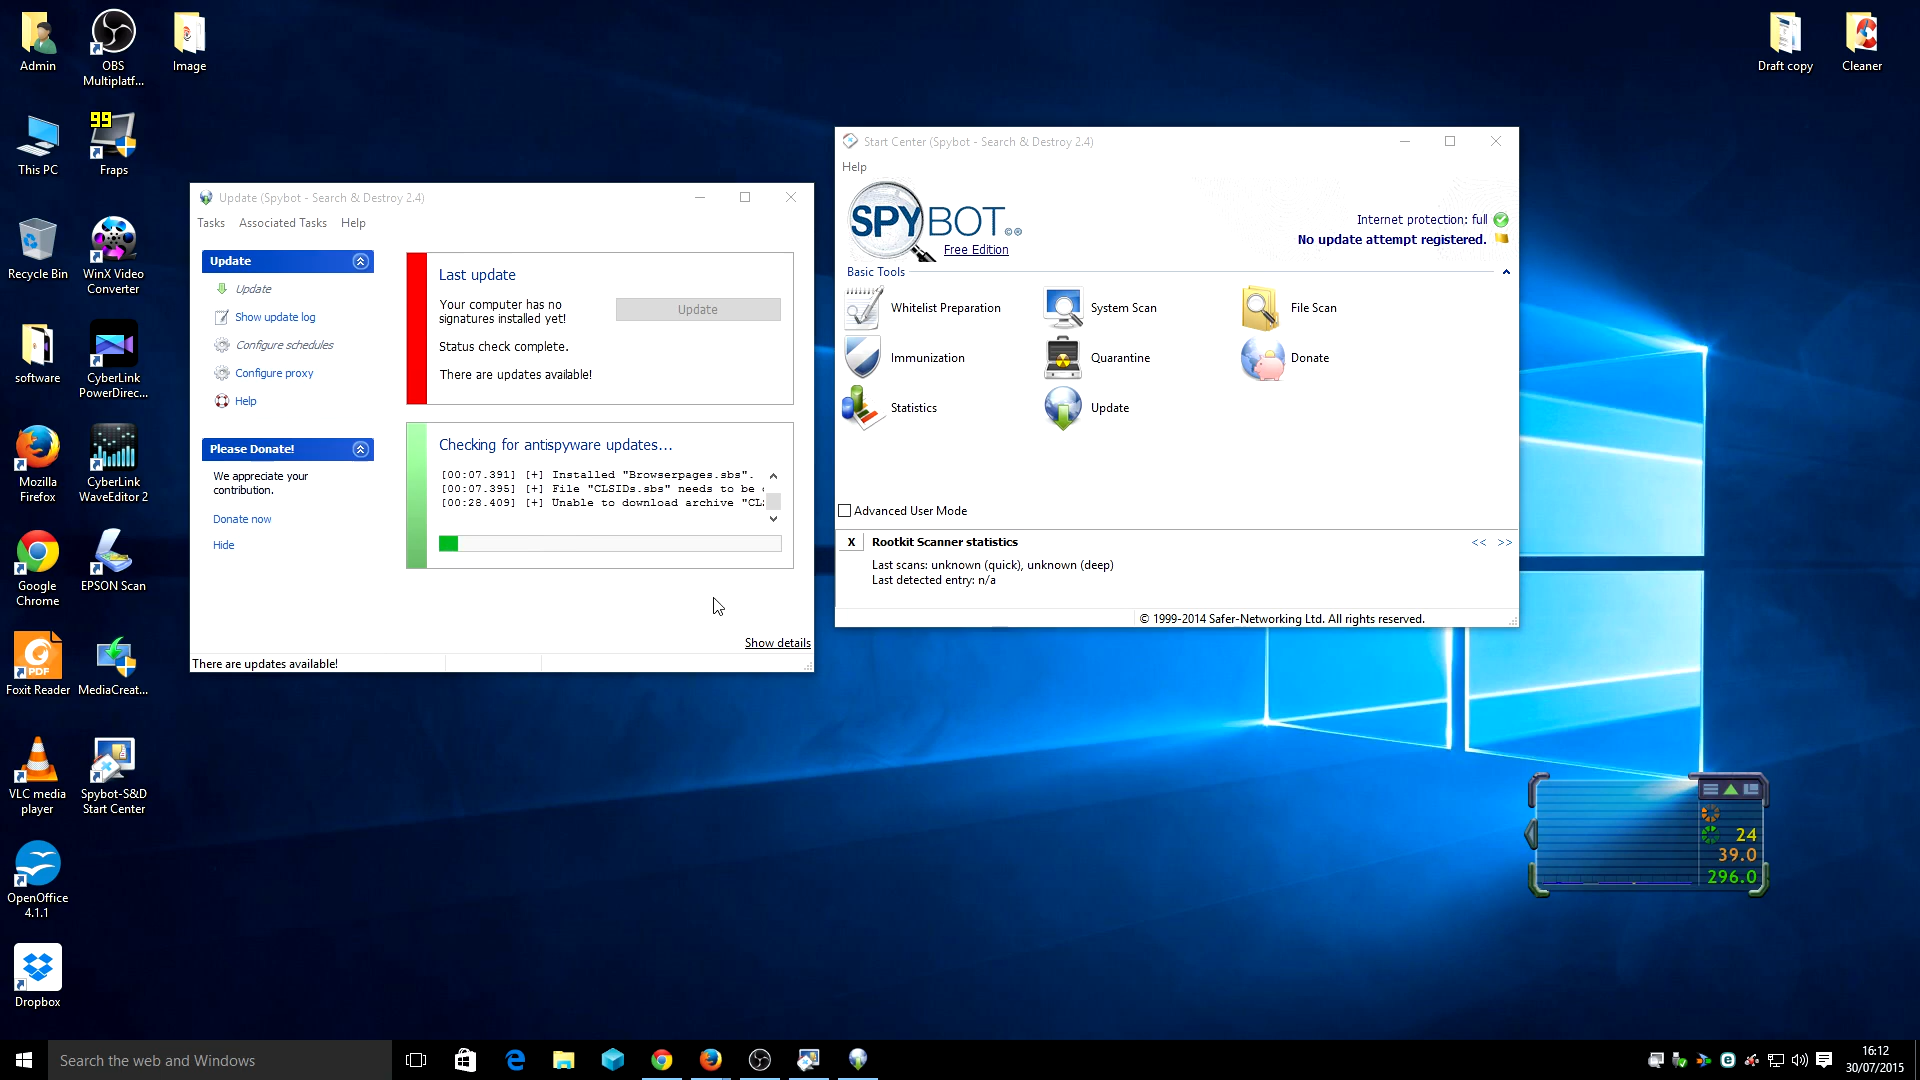 Admin
OBS
Multiplatf...
Image
Draft copy
Cleaner
This PC
99
Fraps
Recycle Bin
WinX Video
Converter
software
CyberLink
PowerDirec...
Mozilla
Firefox
CyberLink
WaveEditor 2
Google
Chrome
EPSON Scan
PDF
Foxit Reader
MediaCreat...
VLC media
player
Spybot-S&D
Start Center
OpenOffice
4.1.1
Dropbox
Update (Spybot - Search & Destroy 2.4)
Tasks Associated Tasks Help
Update
Update
Show update log
Configure schedules
Configure proxy
Help
Please Donate!
We appreciate your
contribution.
Donate now
Hide
Last update
Your computer has no
signatures installed yet!
Update
Status check complete.
There are updates available!
Checking for antispyware updates...
[00:07.391] [+] Installed "Browserpages.sbs".
[00:07.395] [+] File "CLSIDs.sbs" needs to be
[00:28.409] [+] Unable to download archive "CL
Show details
There are updates available!
Start Center (Spybot - Search & Destroy 2.4)
Help
SPYBOT
Free Edition
Internet protection: full
No update attempt registered.
Basic Tools
Whitelist Preparation
System Scan
File Scan
Immunization
Quarantine
Donate
Statistics
Update
Advanced User Mode
X Rootkit Scanner statistics << >>
Last scans: unknown (quick), unknown (deep)
Last detected entry: n/a
© 1999-2014 Safer-Networking Ltd. All rights reserved.
24
39.0
296.0
Search the web and Windows
16:12
30/07/2015